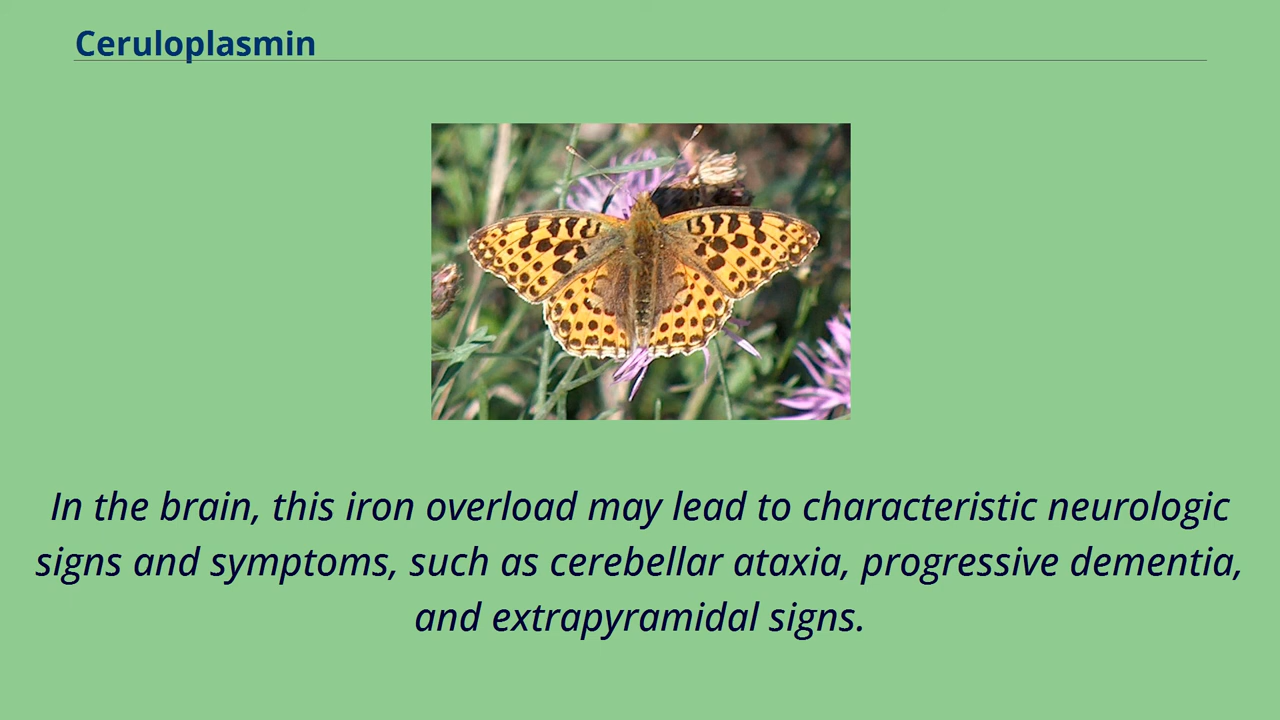 Ceruloplasmin
In the brain, this iron overload may lead to characteristic neurologic
signs and symptoms, such as cerebellar ataxia, progressive dementia,
and extrapyramidal signs.